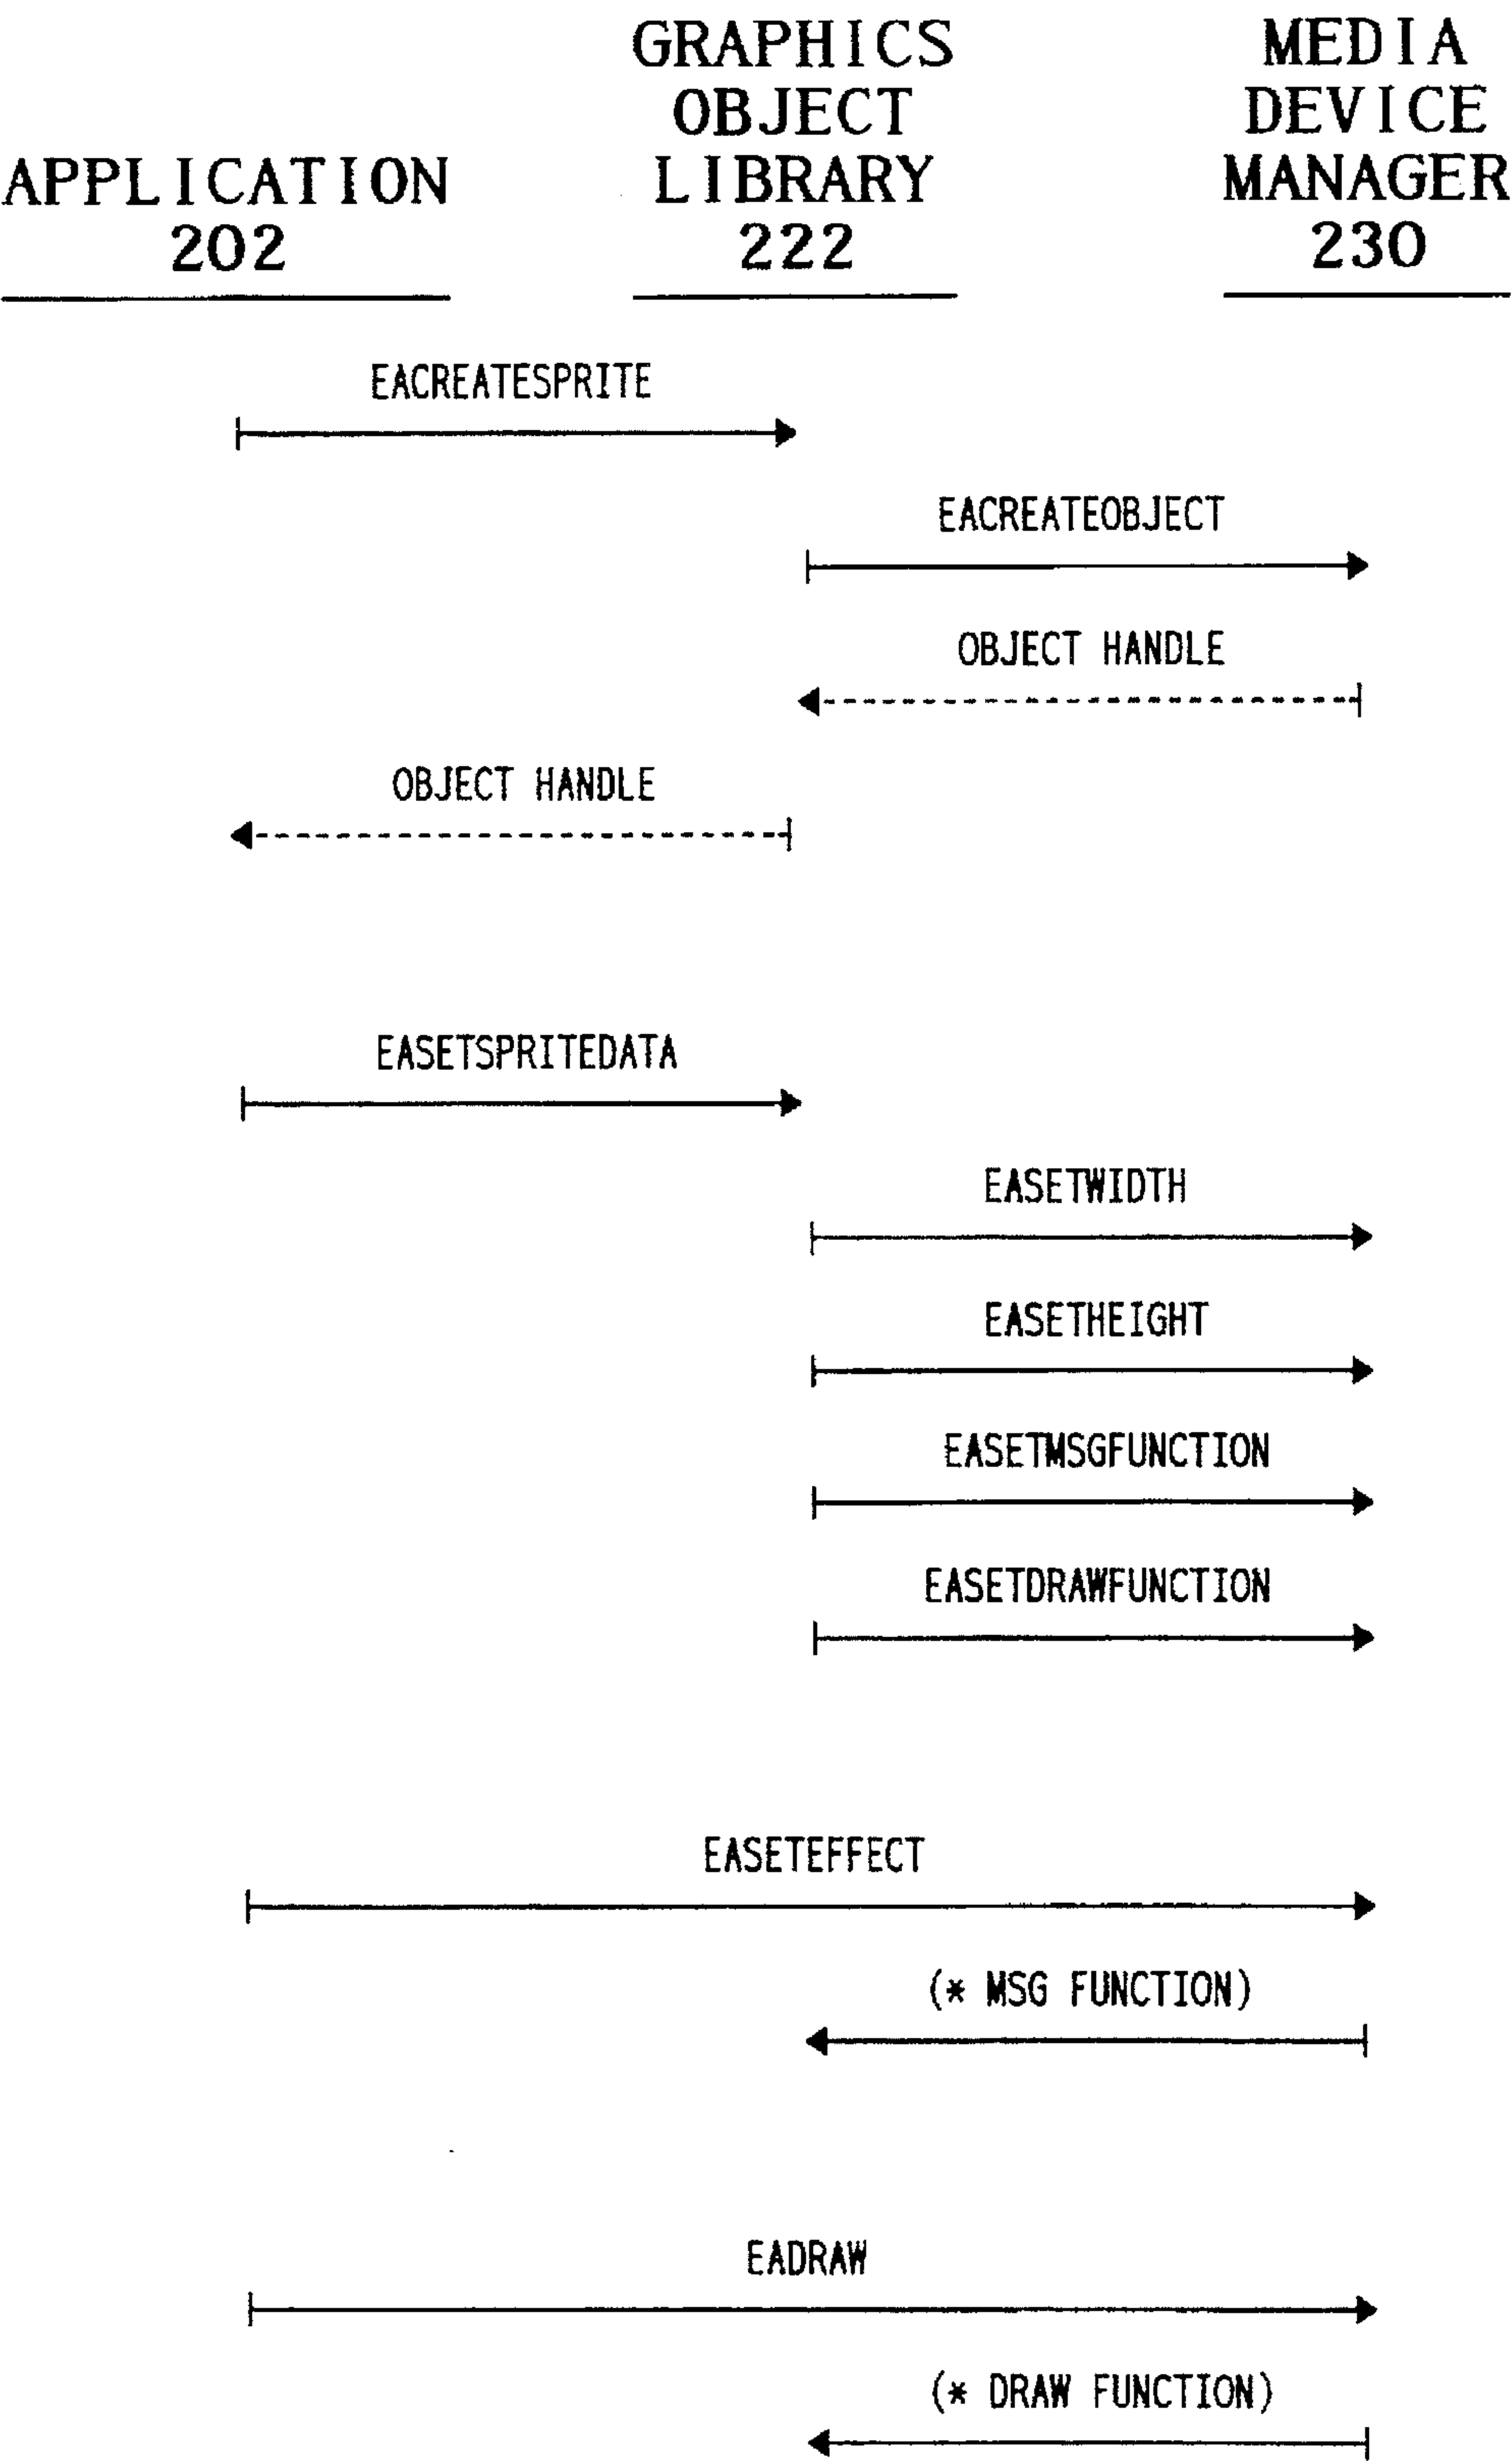 APPLICATION
202
GRAPHICS
OBJECT
LIBRARY
222
MEDIA
DEVICE
MANAGER
230
EACREATESPRITE
EACREATEOBJECT
OBJECT HANDLE
OBJECT HANDLE
EASETSPRITEDATA
EASETWIDTH
EASETHEIGHT
EASETMSGFUNCTION
EASETDRAWFUNCTION
EASETEFFECT
(* MSG FUNCTION)
EADRAW
(* DRAW FUNCTION)